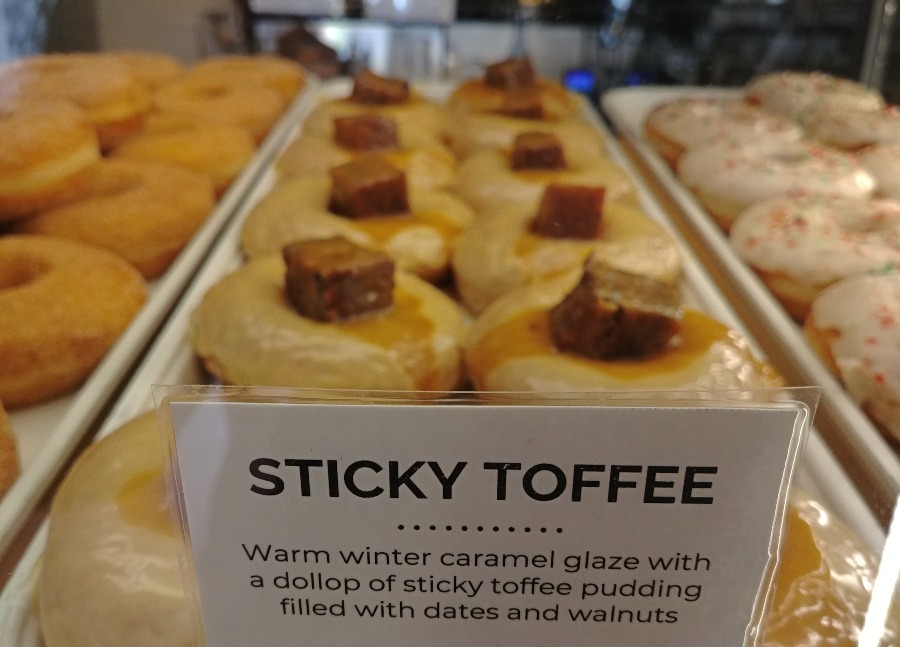 STICKY TOFFEE
Warm winter caramel glaze with
a dollop of sticky toffee pudding
filled with dates and walnuts